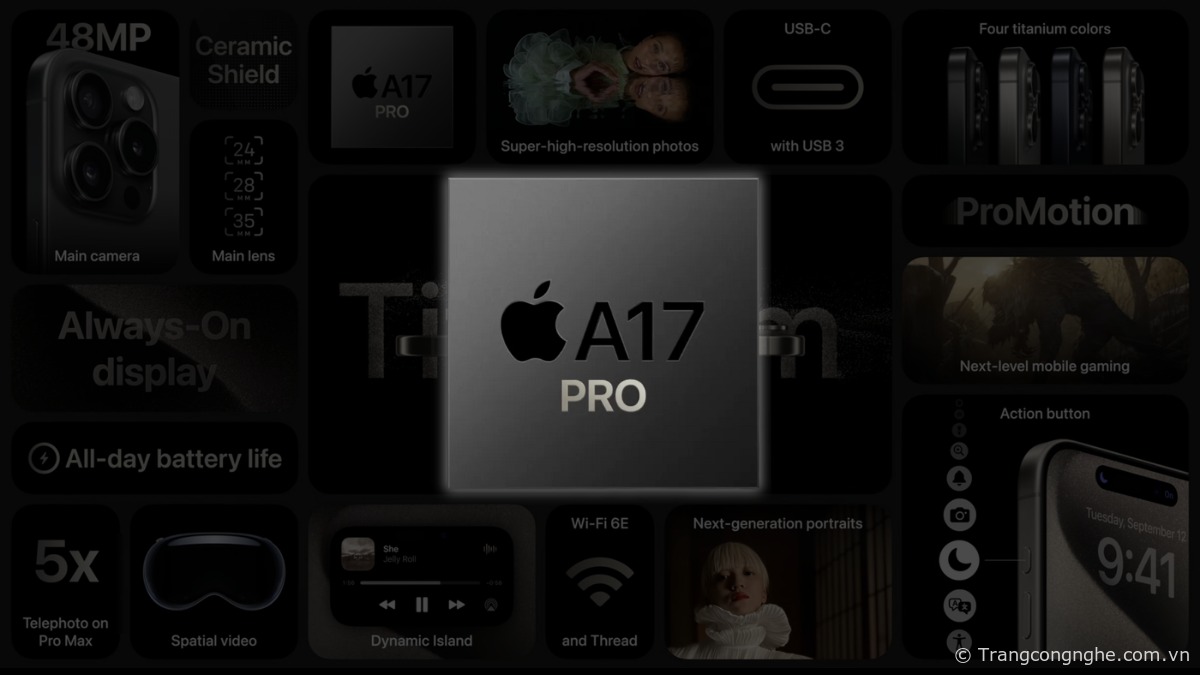 48MP
Main camera
Ceramic
Shield
24
MM
28
MM
35
MM
Main lens
A17
PRO
Super-high-resolution photos
USB-C
with USB 3
Four titanium colors
ProMotion
Next-level mobile gaming
Always-On
display
All-day battery life
A17
PRO
Action button
Tuesday, September 12
9:41
5x
Telephoto on
Pro Max
Spatial video
She
Jelly Roll
Dynamic Island
Wi-Fi 6E
and Thread
Next-generation portraits
© Trangcongnghe.com.vn